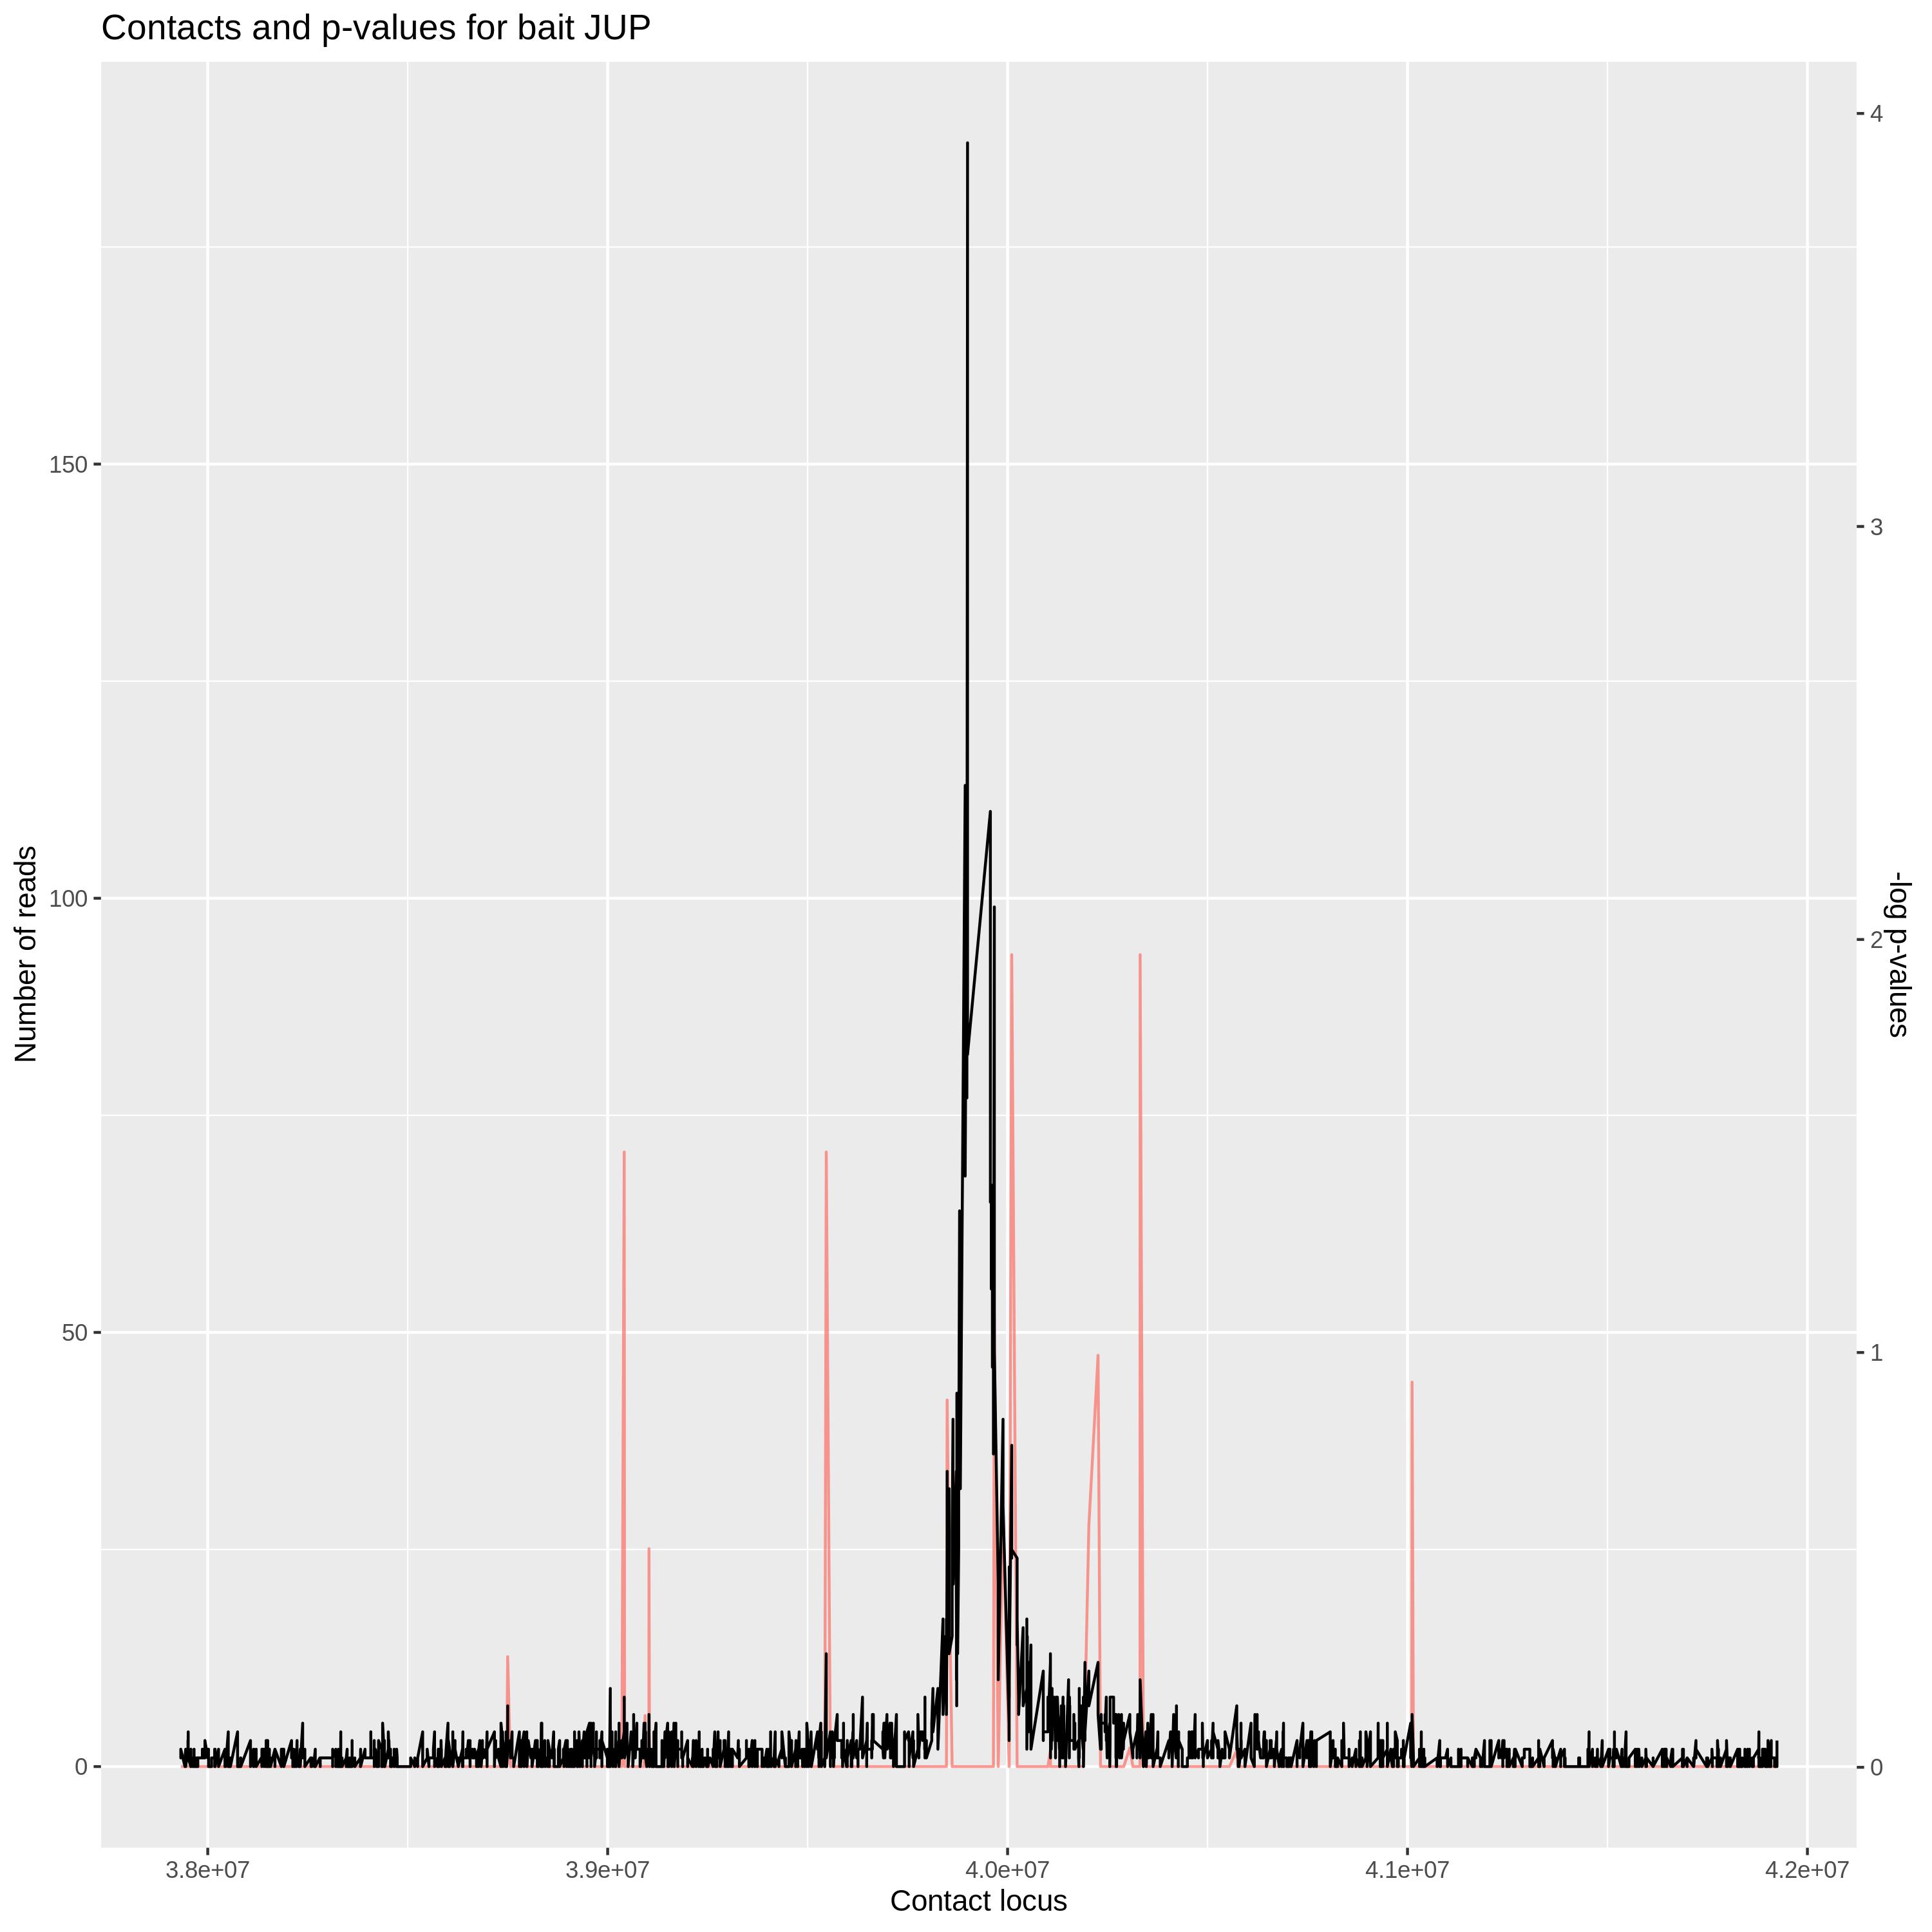 Contacts and p-values for bait JUP
Number of reads
150
100
50
0
4
3
2
1
0
-log p-values
3.8e+07 3.9e+07 4.0e+07 4.1e+07 4.2e+07
Contact locus